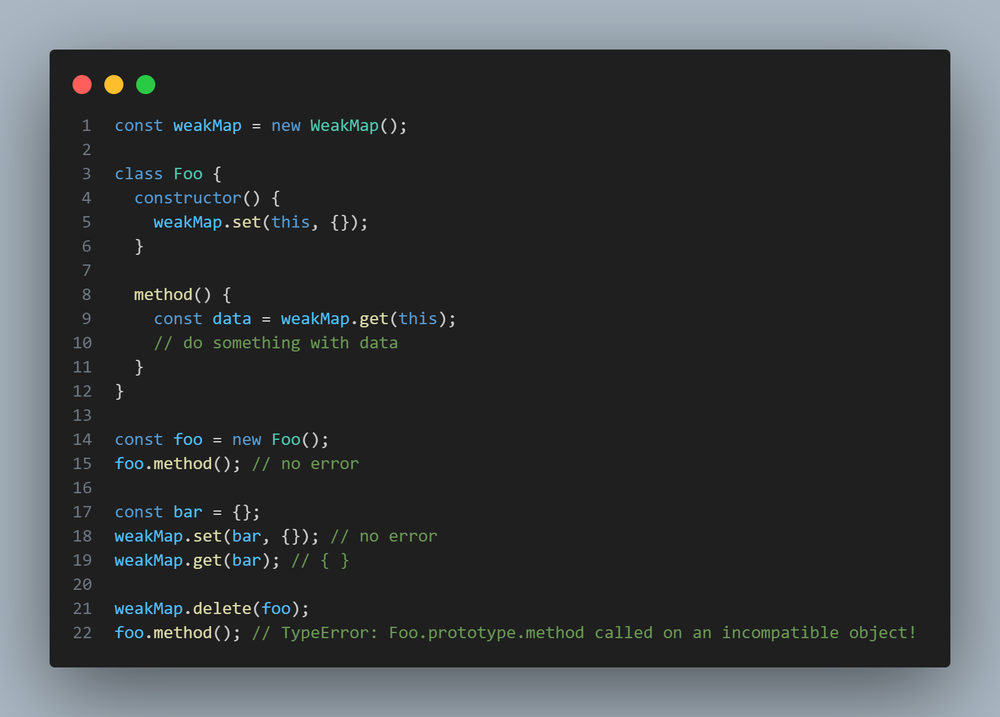 1 const weakMap = new WeakMap();
2
3 class Foo {
4   constructor() {
5     weakMap.set(this, {});
6   }
7
8   method() {
9     const data = weakMap.get(this);
10     // do something with data
11   }
12 }
13
14 const foo = new Foo();
15 foo.method(); // no error
16
17 const bar = {};
18 weakMap.set(bar, {}); // no error
19 weakMap.get(bar); // { }
20
21 weakMap.delete(foo);
22 foo.method(); // TypeError: Foo.prototype.method called on an incompatible object!